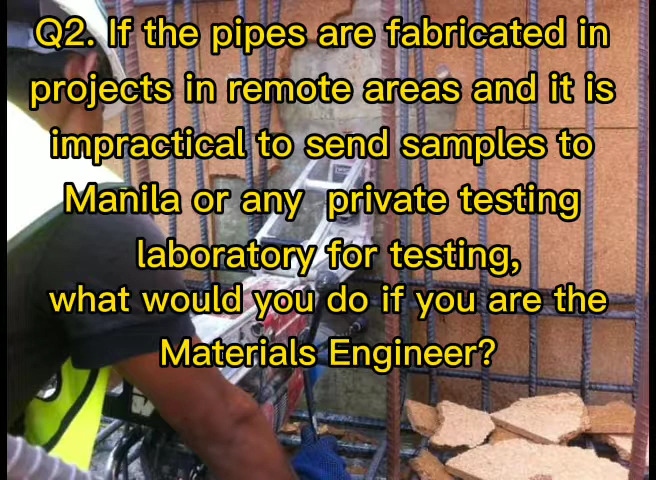 Q2. If the pipes are fabricated in
projects in remote areas and it is
impractical to send samples to
Manila or any private testing
laboratory for testing,
what would you do if you are the
Materials Engineer?